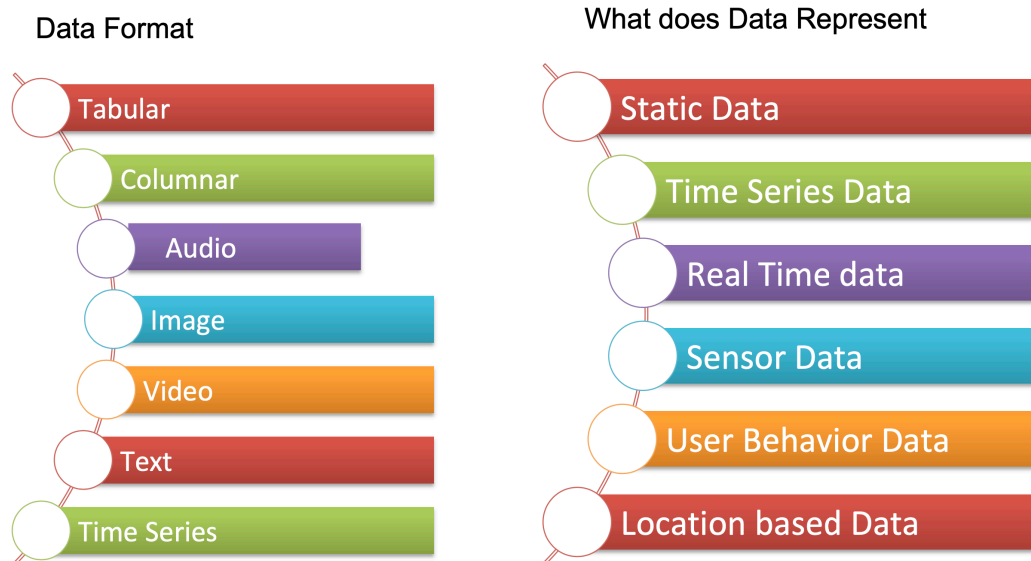 Data Format
Tabular
Columnar
Audio
Image
Video
Text
Time Series
What does Data Represent
Static Data
Time Series Data
Real Time data
Sensor Data
User Behavior Data
Location based Data